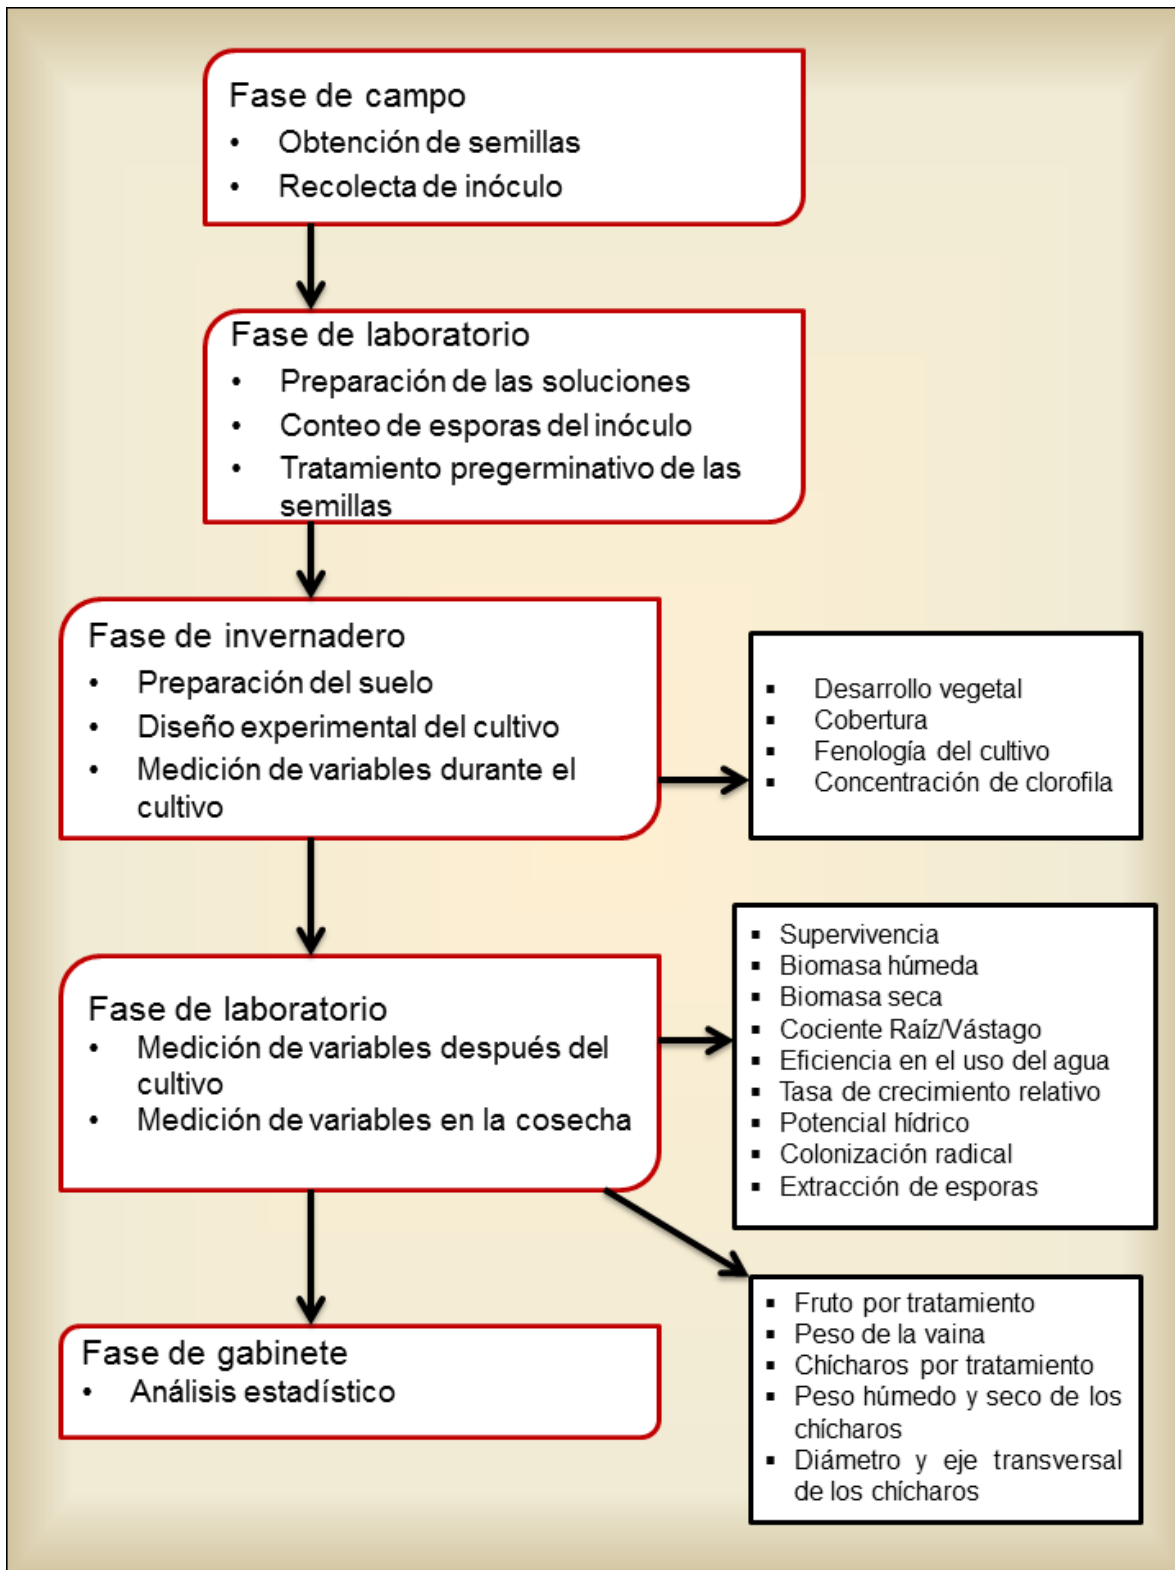 Fase de campo
• Obtención de semillas
• Recolecta de inóculo
Fase de laboratorio
• Preparación de las soluciones
• Conteo de esporas del inóculo
• Tratamiento pregerminativo de las
semillas
Fase de invernadero
• Preparación del suelo
• Diseño experimental del cultivo
• Medición de variables durante el
cultivo
▪ Desarrollo vegetal
▪ Cobertura
▪ Fenología del cultivo
▪ Concentración de clorofila
Fase de laboratorio
• Medición de variables después del
cultivo
• Medición de variables en la cosecha
▪ Supervivencia
▪ Biomasa húmeda
▪ Biomasa seca
▪ Cociente Raíz/Vástago
▪ Eficiencia en el uso del agua
▪ Tasa de crecimiento relativo
▪ Potencial hídrico
▪ Colonización radical
▪ Extracción de esporas
▪ Fruto por tratamiento
▪ Peso de la vaina
▪ Chícharos por tratamiento
▪ Peso húmedo y seco de los
chícharos
▪ Diámetro y eje transversal
de los chícharos
Fase de gabinete
• Análisis estadístico